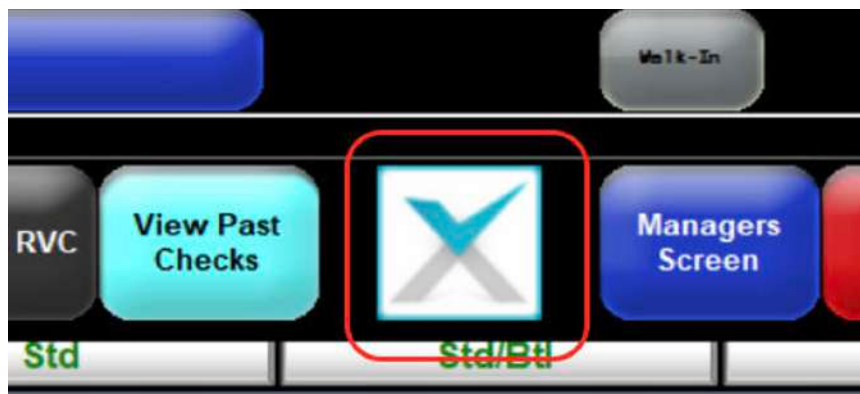 Walk-In
RVC
View Past
Checks
Managers
Screen
Std
Std/Btl